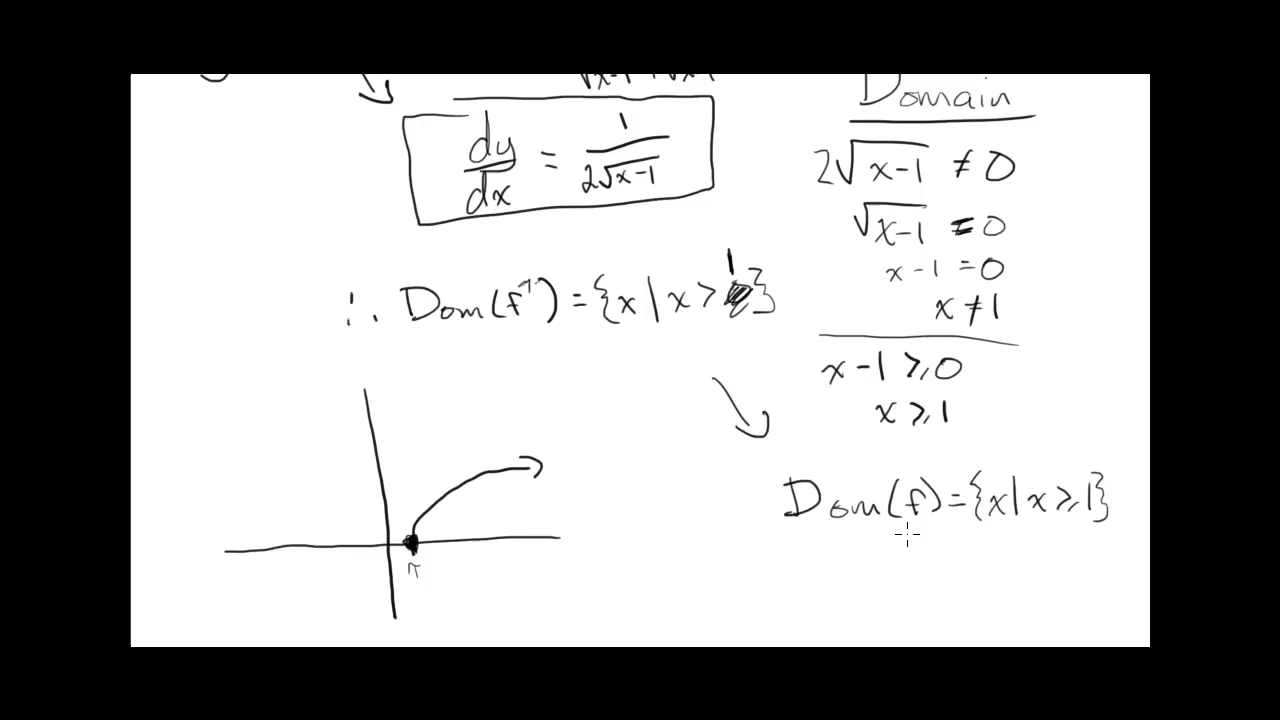 dy/dx = 1/(2√x-1)
∴ Dom(f⁻¹) = {x | x > 1}
Domain
2√x-1 ≠ 0
√x-1 = 0
x-1 = 0
x ≠ 1
x-1 ≥ 0
x ≥ 1
Dom(f) = {x | x ≥ 1}